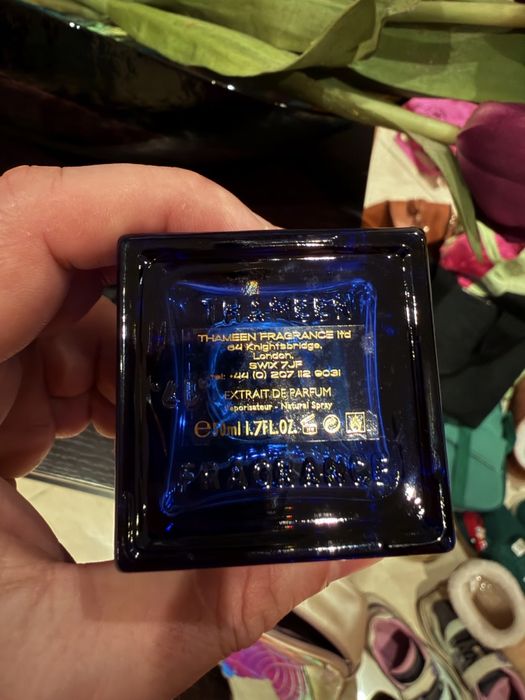 THAMEEN
THAMEEN FRAGRANCE ltd
64 Knightsbridge,
London,
SW1X 7JF
tel: +44 (0) 207 112 9031
EXTRAIT DE PARFUM
Vaporisateur - Natural Spray
℮50ml 1.7FL.OZ.
FRAGRANCE